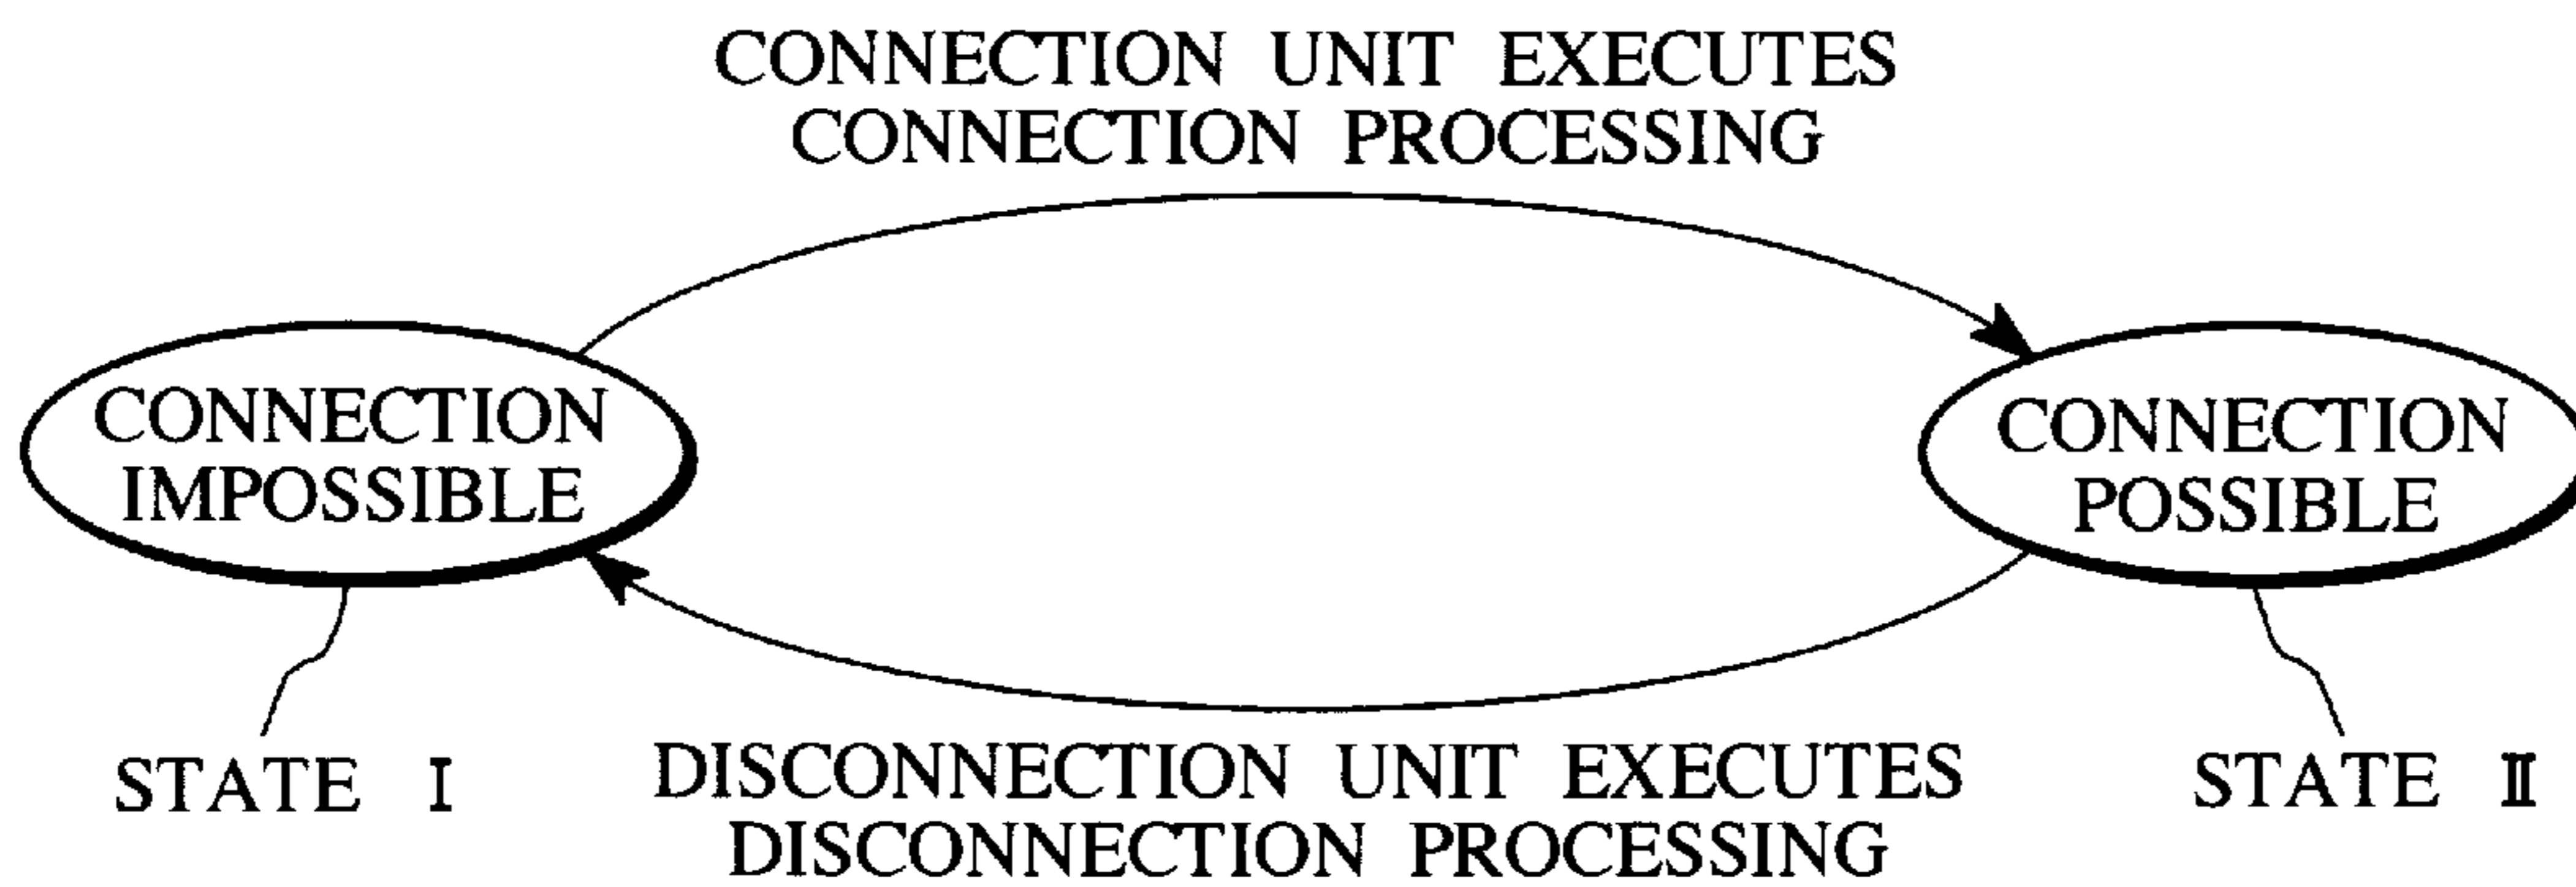 CONNECTION UNIT EXECUTES
CONNECTION PROCESSING
CONNECTION
IMPOSSIBLE
CONNECTION
POSSIBLE
STATE I
DISCONNECTION UNIT EXECUTES
DISCONNECTION PROCESSING
STATE II